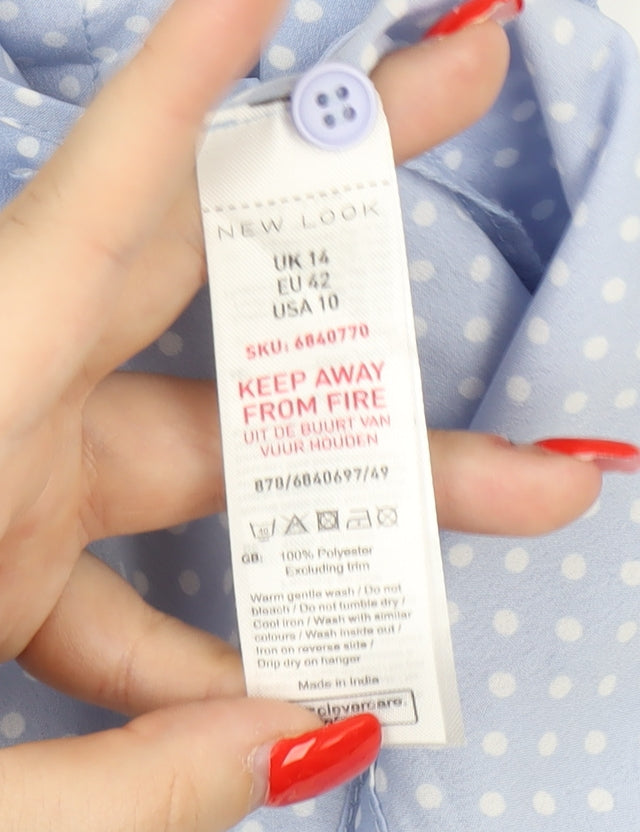 NEW LOOK
UK 14
EU 42
USA 10
SKU: 6840770
KEEP AWAY
FROM FIRE
UIT DE BUURT VAN
VUUR HOUDEN
878/6840697/49
40
GB: 100% Polyester
Excluding trim
Warm gentle wash / Do not
bleach / Do not tumble dry /
Cool iron / Wash with similar
colours / Wash inside out /
Iron on reverse side /
Drip dry on hanger
Made in India
clevercare.